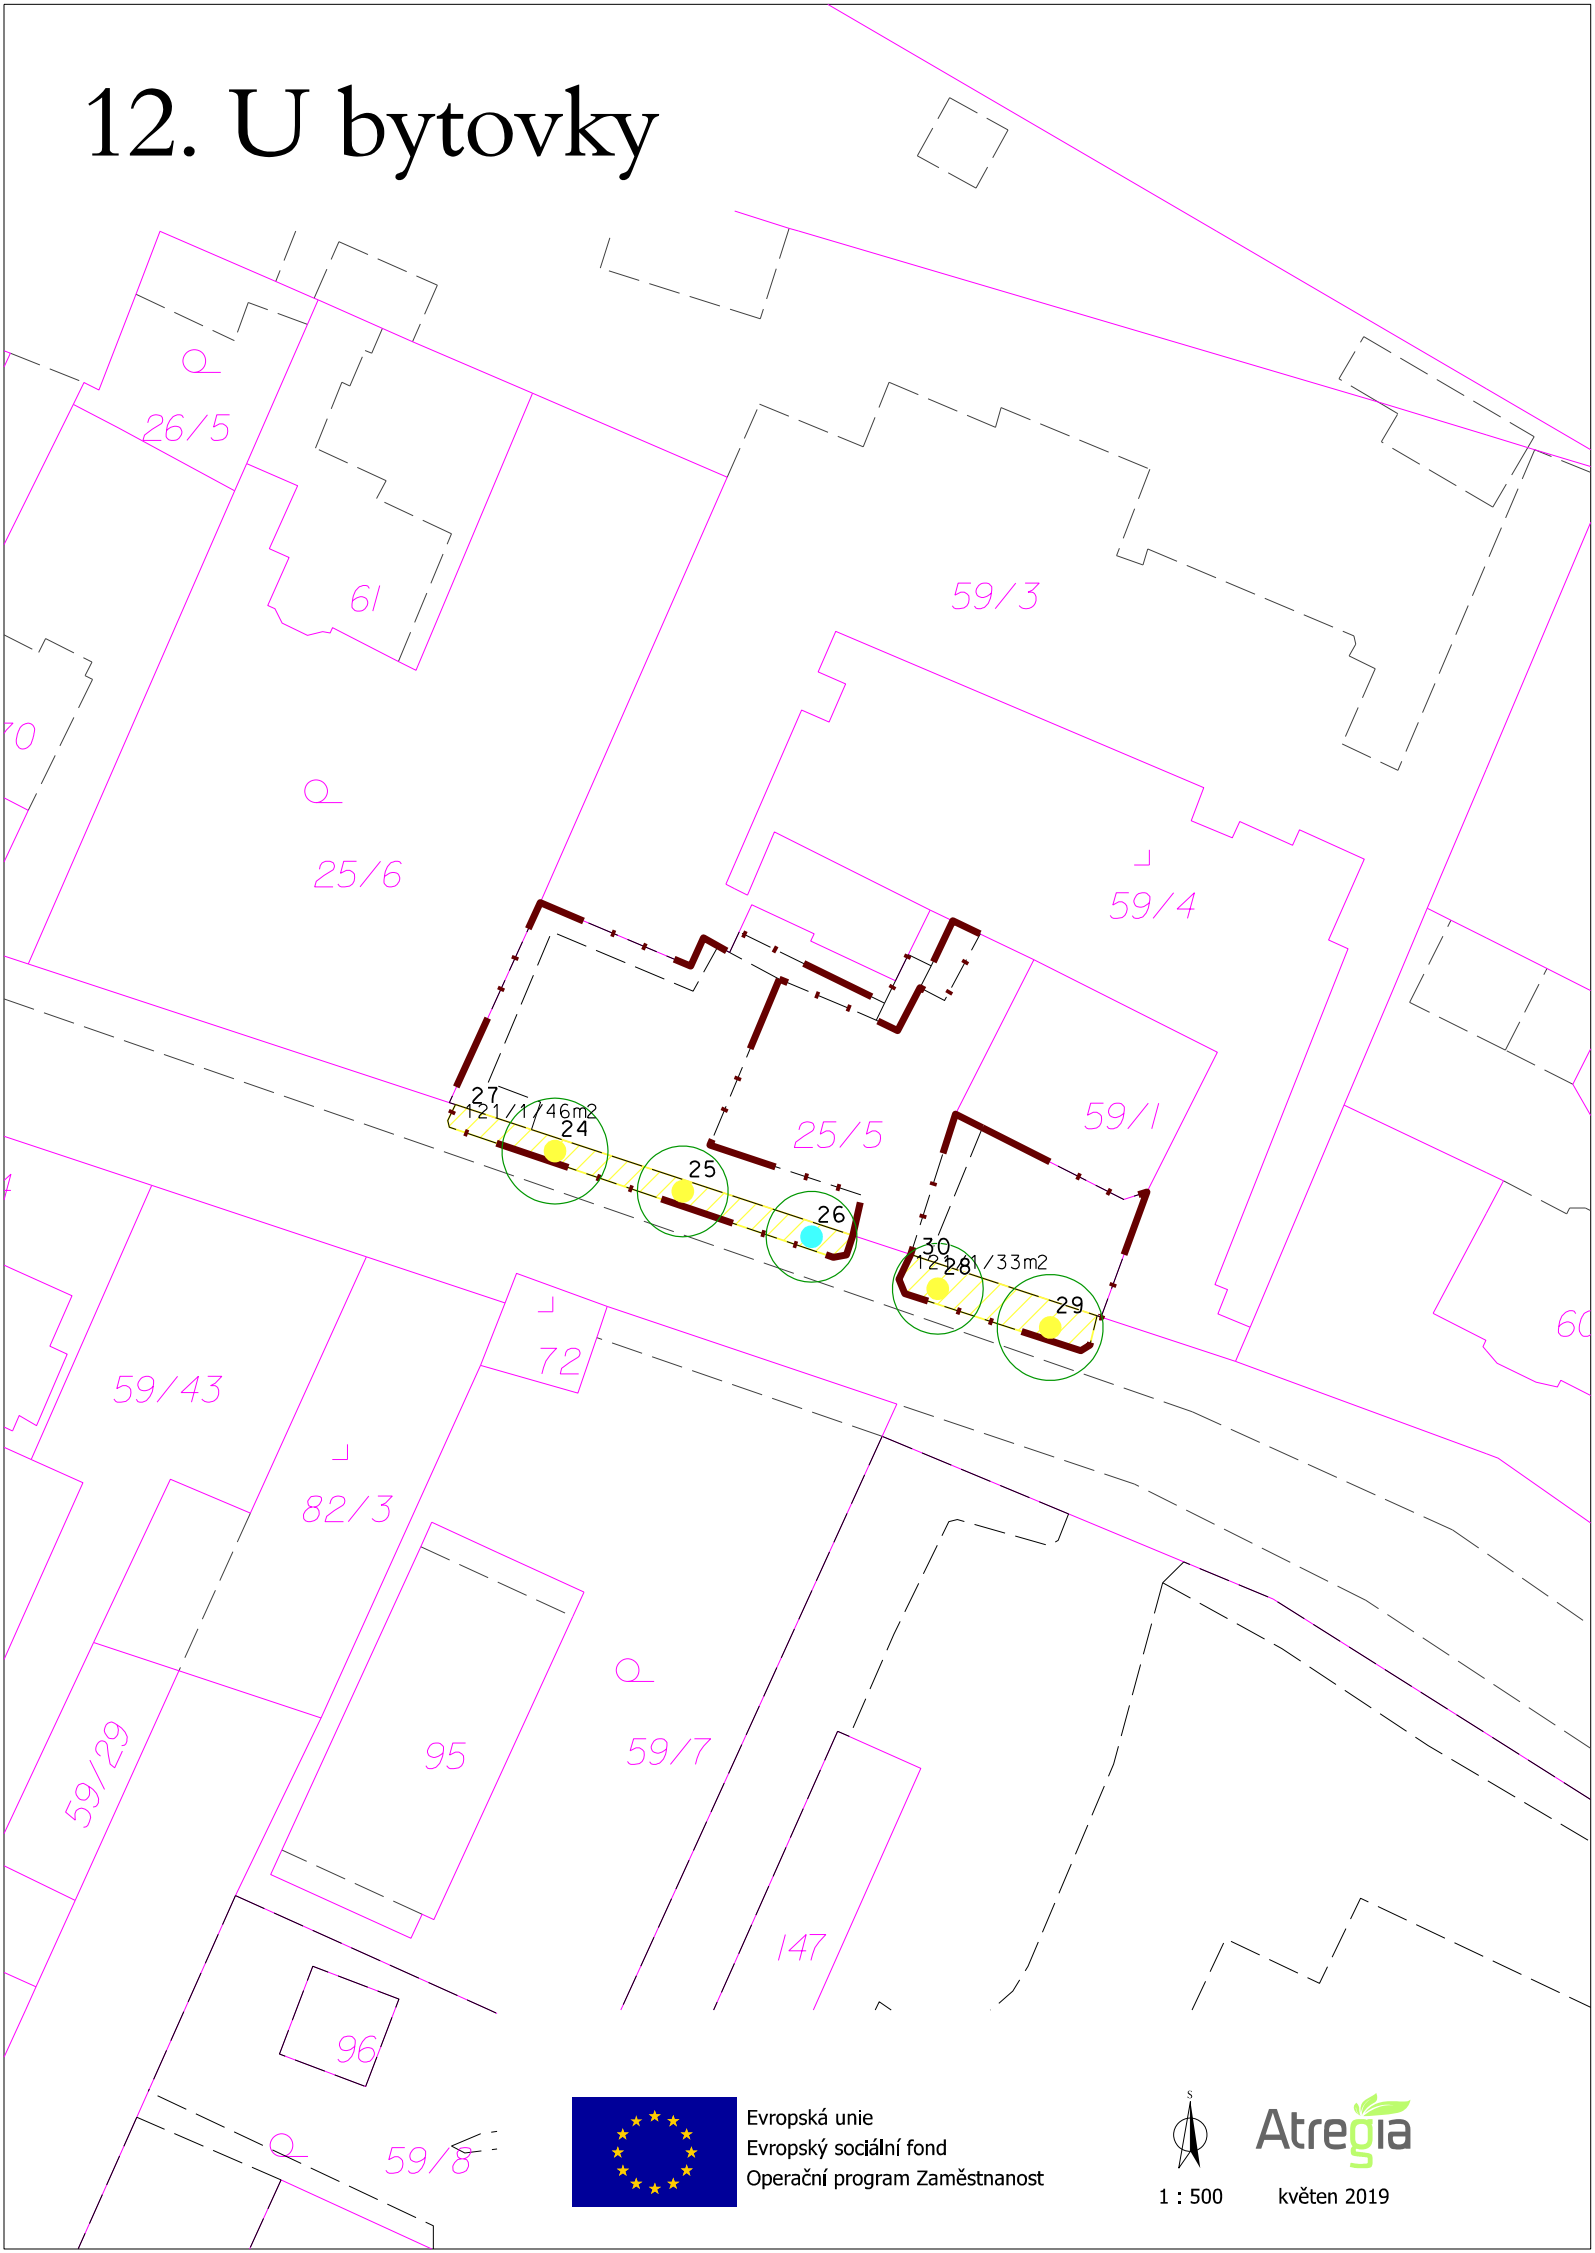 12. U bytovky
26/5
61
59/3
70
25/6
59/4
27
121/1/46m2
24
25
26
25/5
59/1
30
121/1/33m2
28
29
60
72
59/43
82/3
59/29
95
59/7
147
96
59/8
Evropská unie
Evropský sociální fond
Operační program Zaměstnanost
S
1 : 500
Atregia
květen 2019